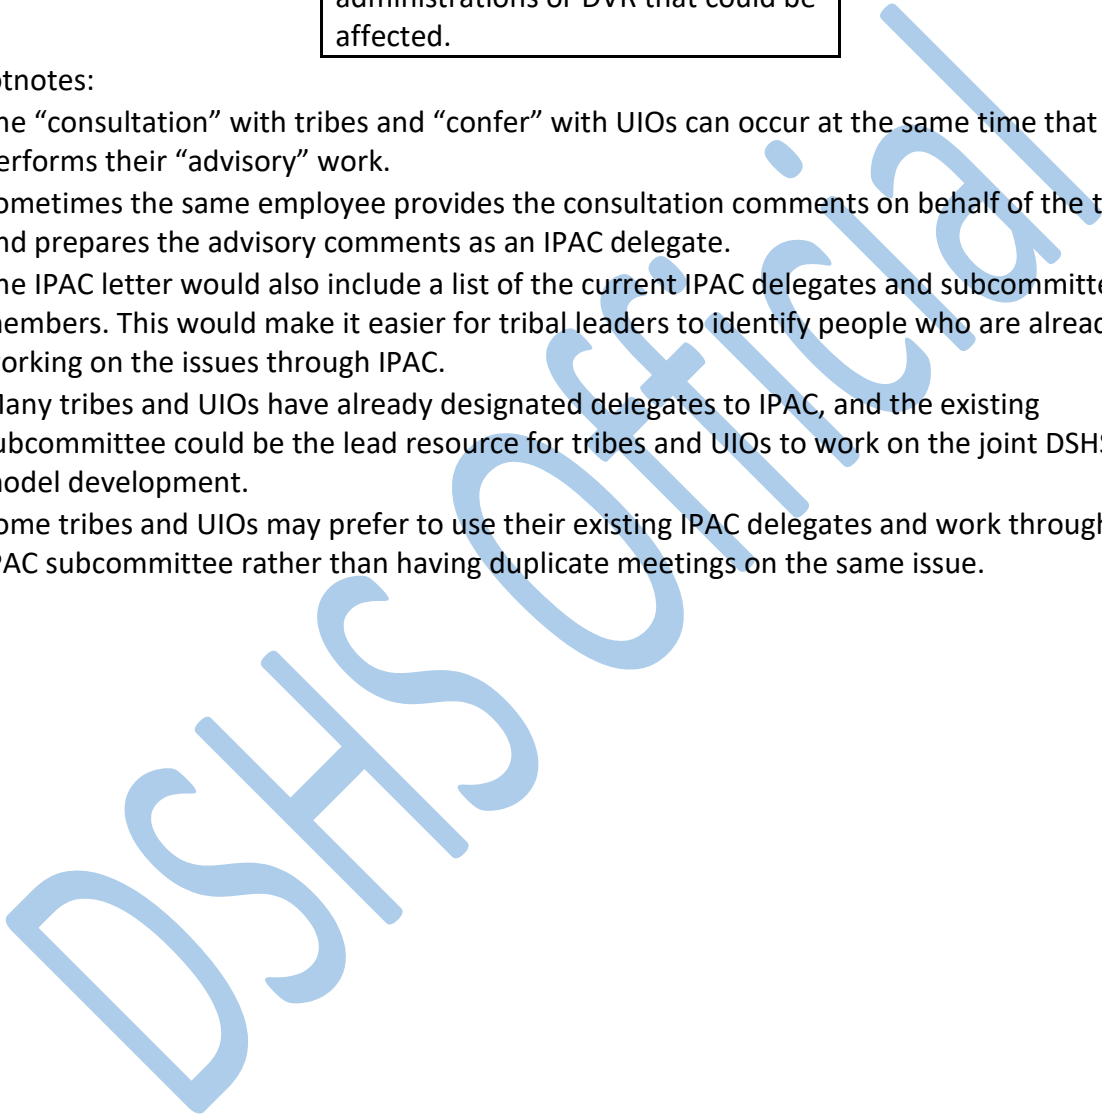 administrations or DVR that could be
affected.
otnotes:
he “consultation” with tribes and “confer” with UIOs can occur at the same time that
erforms their “advisory” work.
ometimes the same employee provides the consultation comments on behalf of the t
nd prepares the advisory comments as an IPAC delegate.
he IPAC letter would also include a list of the current IPAC delegates and subcommitte
nembers. This would make it easier for tribal leaders to identify people who are alread
orking on the issues through IPAC.
Many tribes and UIOs have already designated delegates to IPAC, and the existing
ubcommittee could be the lead resource for tribes and UIOs to work on the joint DSHS
nodel development.
ome tribes and UIOs may prefer to use their existing IPAC delegates and work through
PAC subcommittee rather than having duplicate meetings on the same issue.
DSHS Official